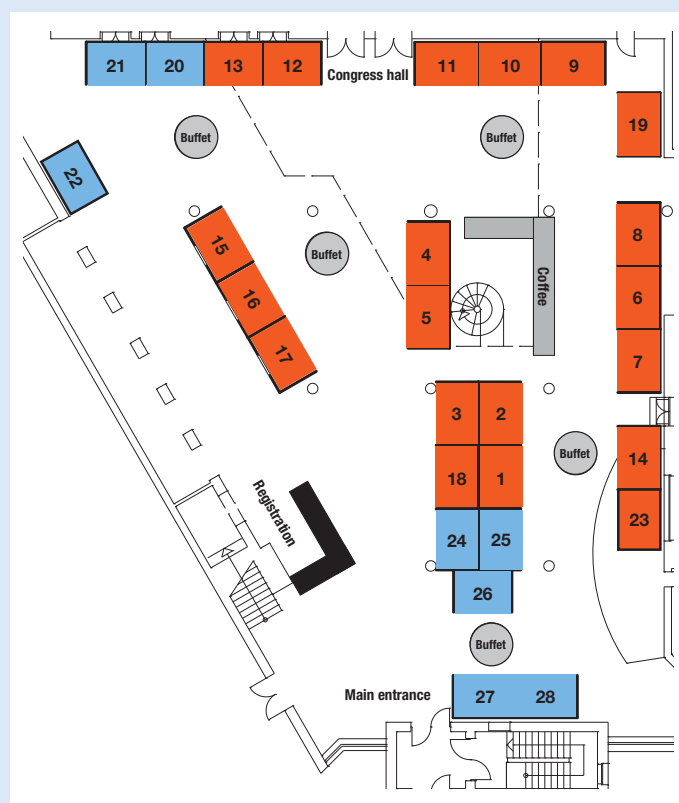 21 20 13 12
Congress hall
11 10 9
19
Buffet
Buffet
22
15
16
17
Buffet
4
5
Coffee
8
6
7
3 2
18 1
24 25
26
Buffet
14
23
Registration
Buffet
Main entrance
27 28